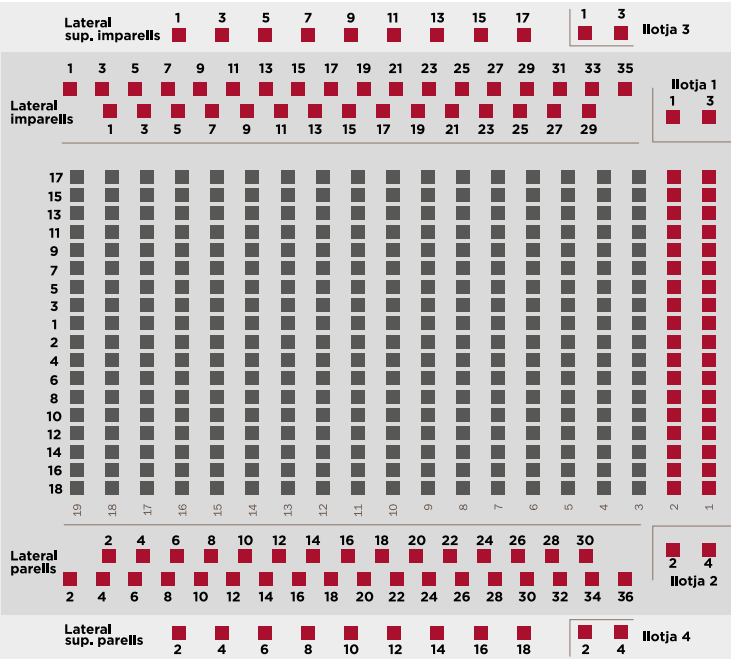 Lateral
sup. imparells
1 3 5 7 9 11 13 15 17
1 3
llotja 3
1 3 5 7 9 11 13 15 17 19 21 23 25 27 29 31 33 35
llotja 1
1 3
Lateral
imparells
1 3 5 7 9 11 13 15 17 19 21 23 25 27 29
17
15
13
11
9
7
5
3
1
2
4
6
8
10
12
14
16
18
19 18 17 16 15 14 13 12 11 10 9 8 7 6 5 4 3 2 1
Lateral
parells
2 4 6 8 10 12 14 16 18 20 22 24 26 28 30
2 4 6 8 10 12 14 16 18 20 22 24 26 28 30 32 34 36
2 4
llotja 2
Lateral
sup. parells
2 4 6 8 10 12 14 16 18
2 4
llotja 4